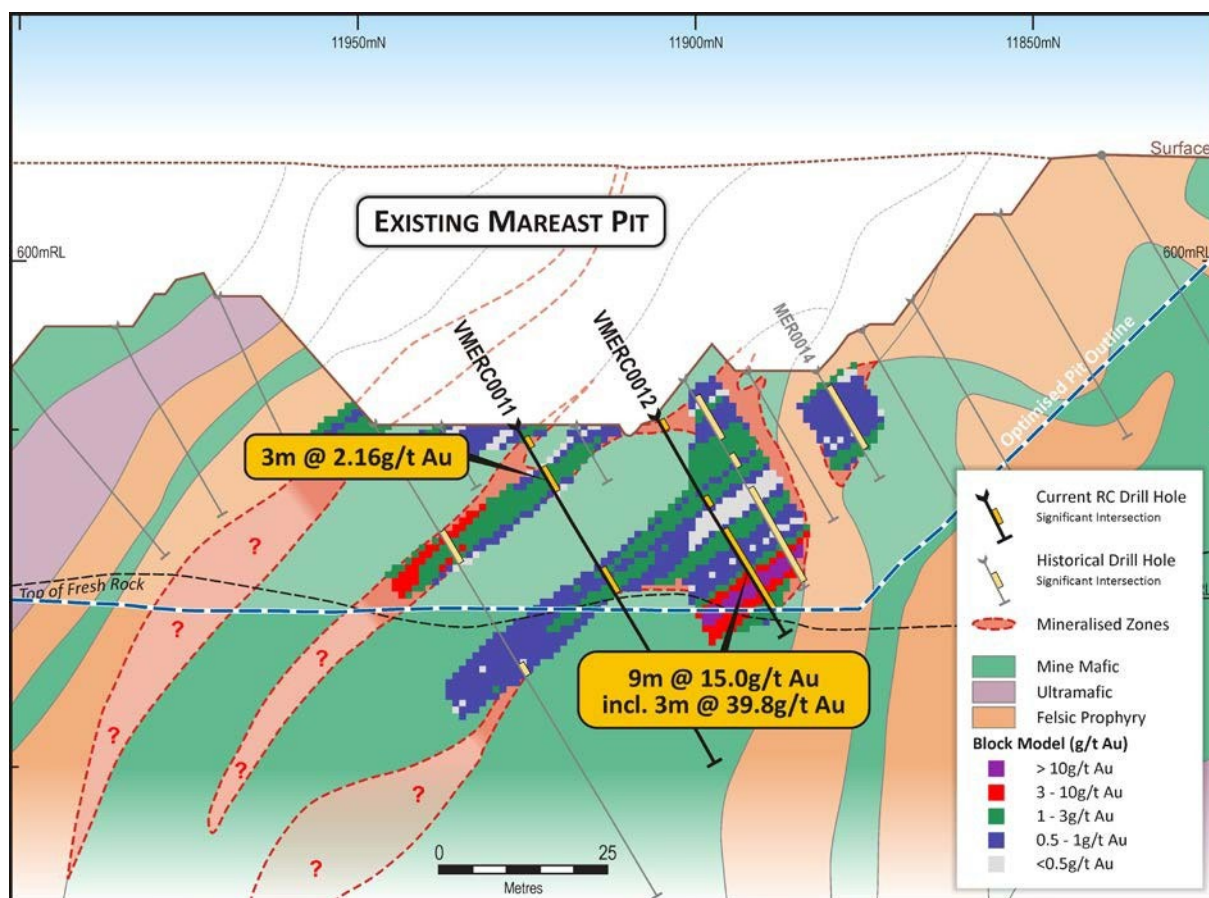 11950mN
11900mN
11850mN
Surface
EXISTING MAREAST PIT
600mRL
600mRL
VMERC0011
VMERC0012
MER0014
Optimised Pit Outline
3m @ 2.16g/t Au
Top of Fresh Rock
9m @ 15.0g/t Au
incl. 3m @ 39.8g/t Au
?
?
?
?
?
?
?
?
0
25
Metres
Current RC Drill Hole
Significant Intersection
Historical Drill Hole
Significant Intersection
Mineralised Zones
Mine Mafic
Ultramafic
Felsic Prophyry
Block Model (g/t Au)
> 10g/t Au
3 - 10g/t Au
1 - 3g/t Au
0.5 - 1g/t Au
<0.5g/t Au